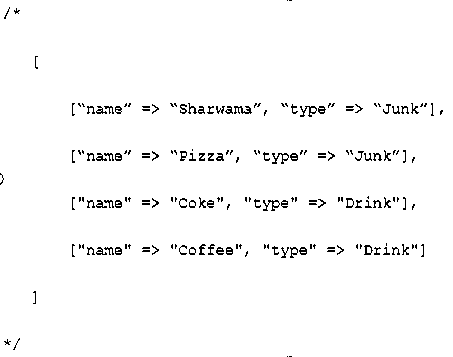 /*
[
[“name” => “Sharwama”, “type” => “Junk”],
[“name” => “Pizza”, “type” => “Junk”],
["name" => "Coke", "type" => "Drink"],
["name" => "Coffee", "type" => "Drink"]
]
*/